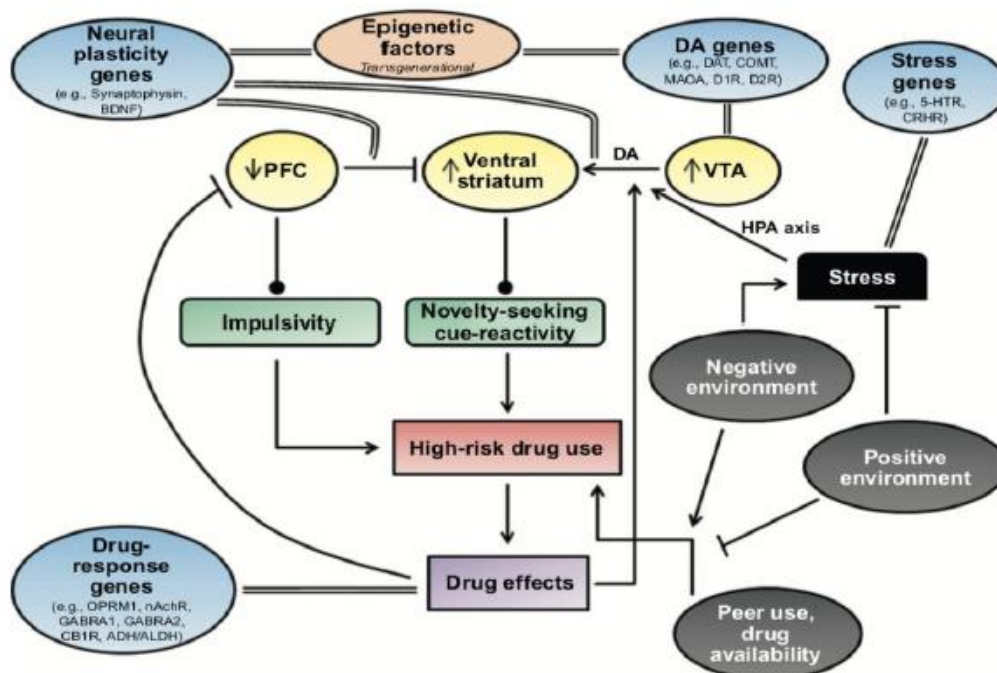 Neural plasticity genes
(e.g., Synaptophysin,
BDNF)
Epigenetic
factors
Transgenerational
DA genes
(e.g., DAT, COMT,
MAOA, D1R, D2R)
Stress
genes
(e.g., 5-HTR,
CRHR)
↓PFC
↑ Ventral
striatum
DA
↑VTA
HPA axis
Stress
Impulsivity
Novelty-seeking
cue-reactivity
Negative
environment
High-risk drug use
Positive
environment
Drug-
response
genes
(e.g., OPRM1, nAchR,
GABRA1, GABRA2,
CB1R, ADH/ALDH)
Drug effects
Peer use,
drug
availability